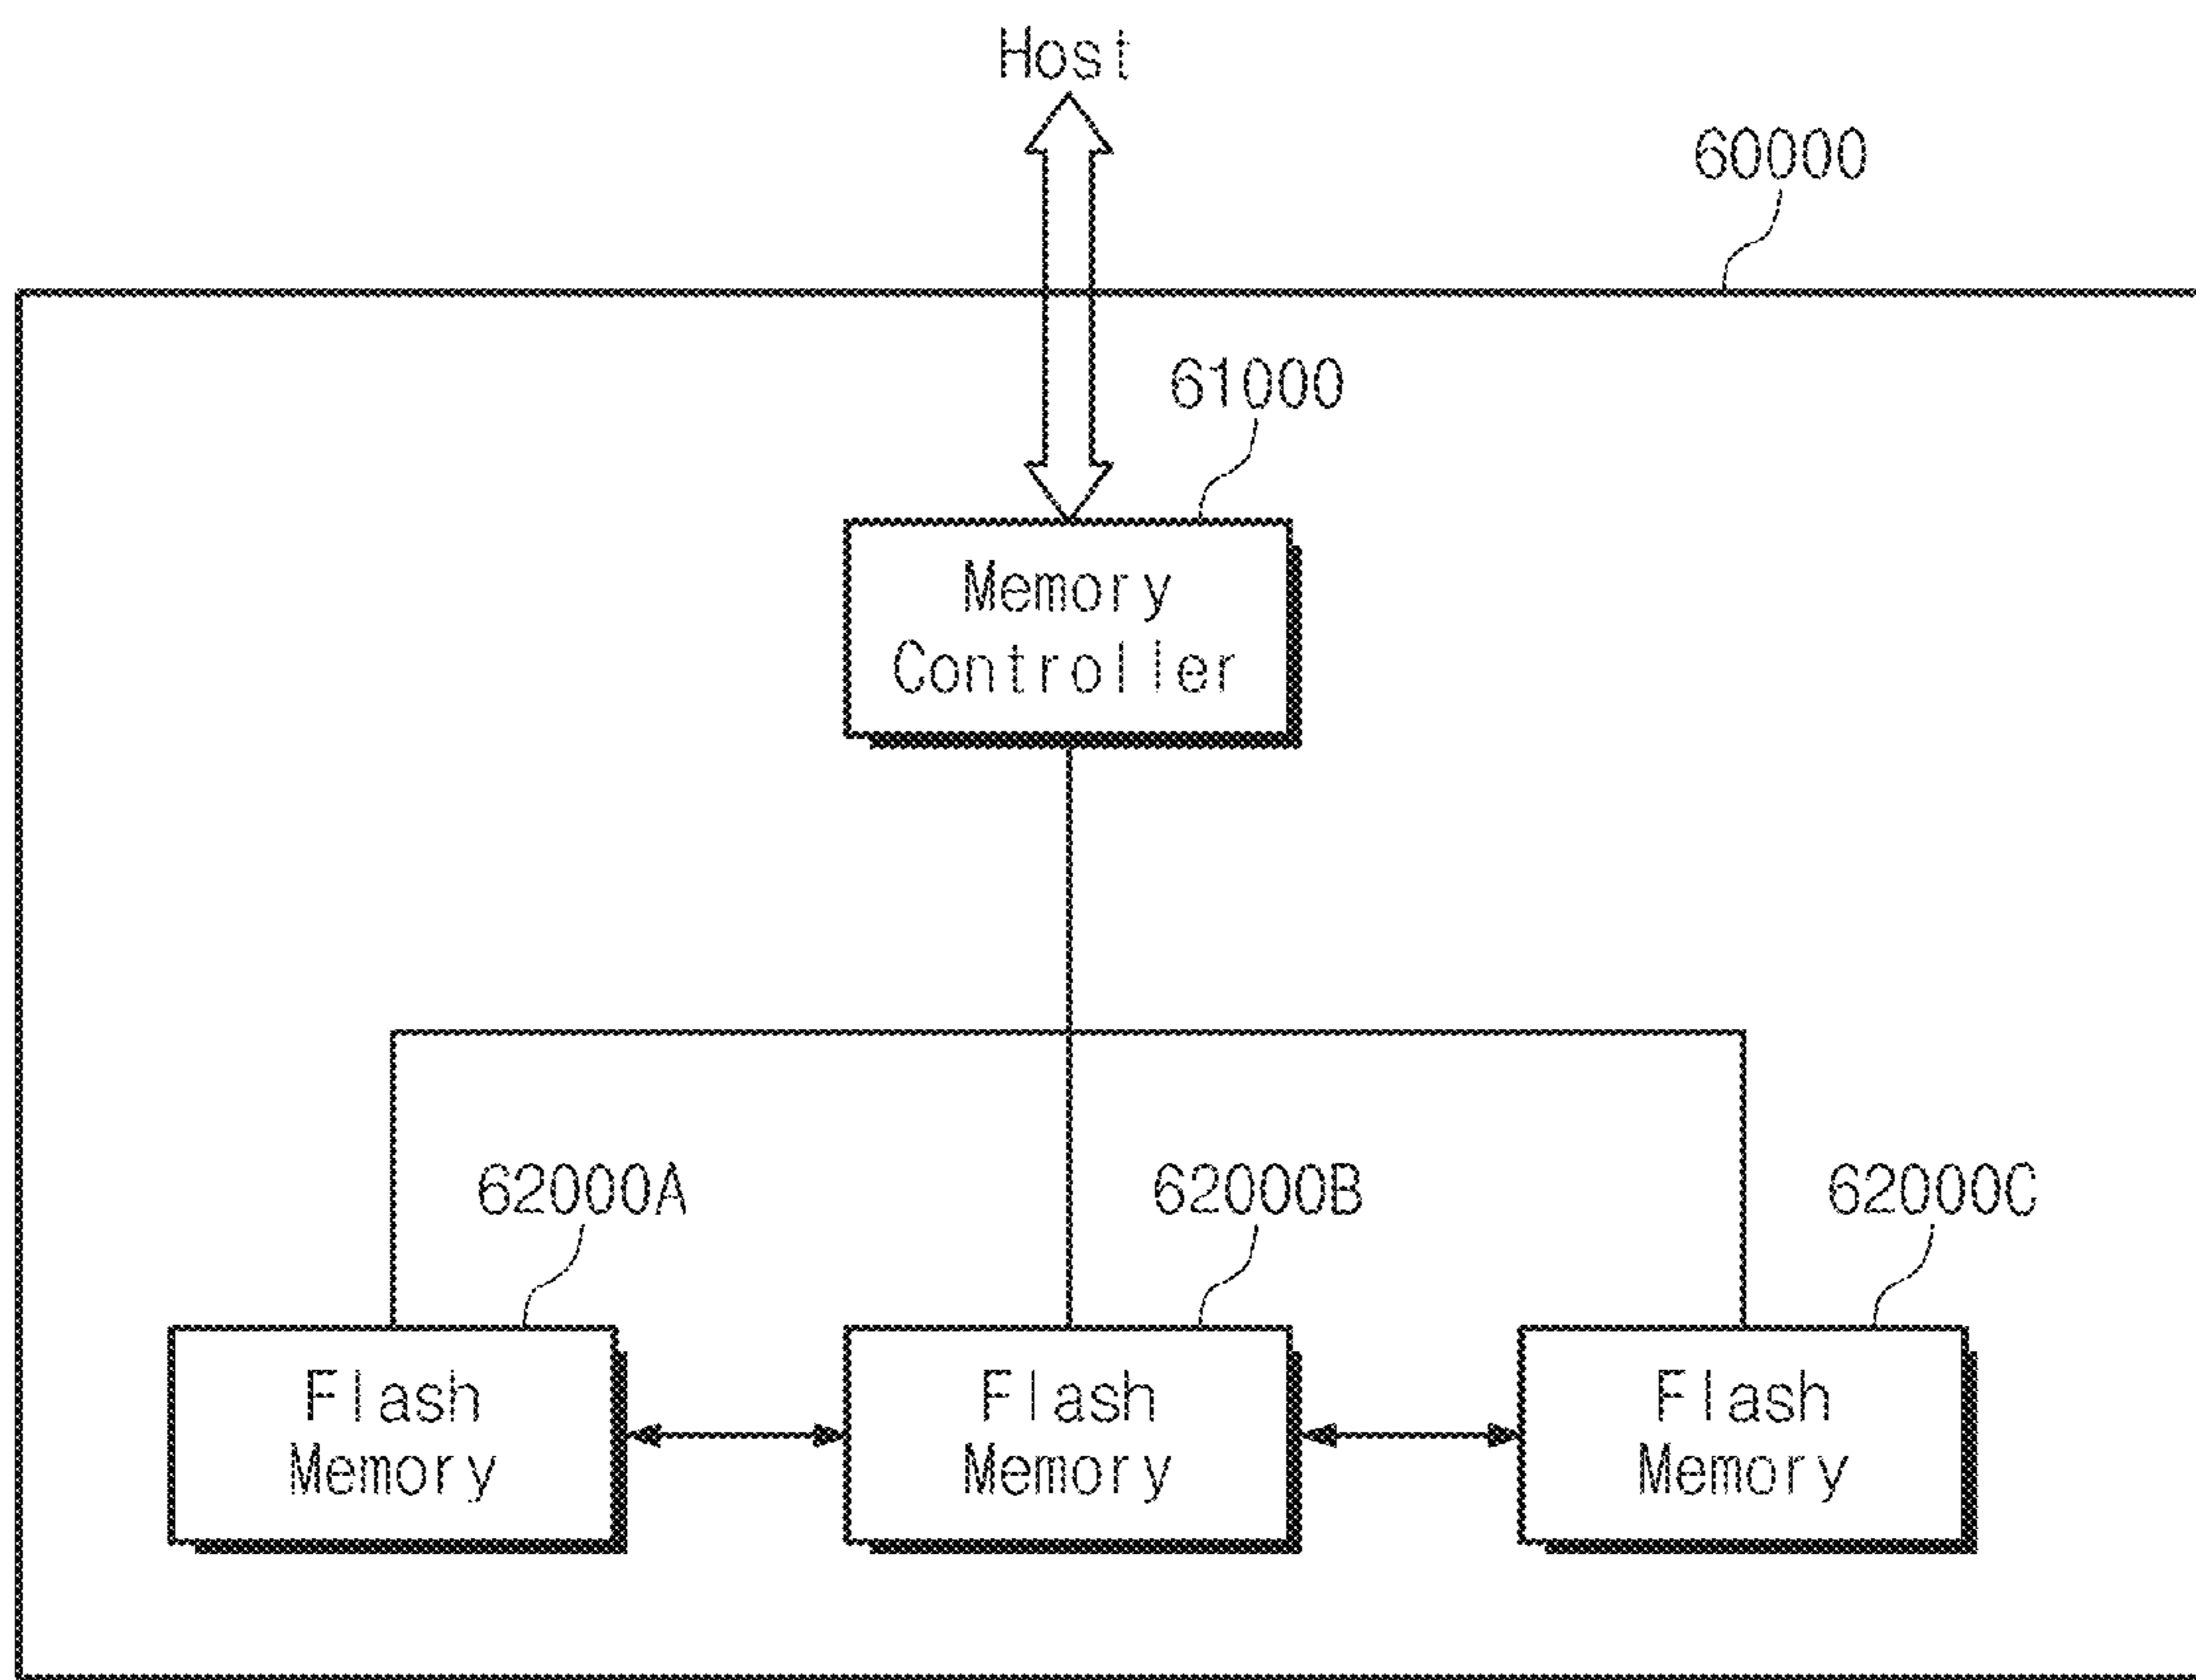 Host
60000
61000
Memory
Controller
62000A
62000B
62000C
Flash
Memory
Flash
Memory
Flash
Memory